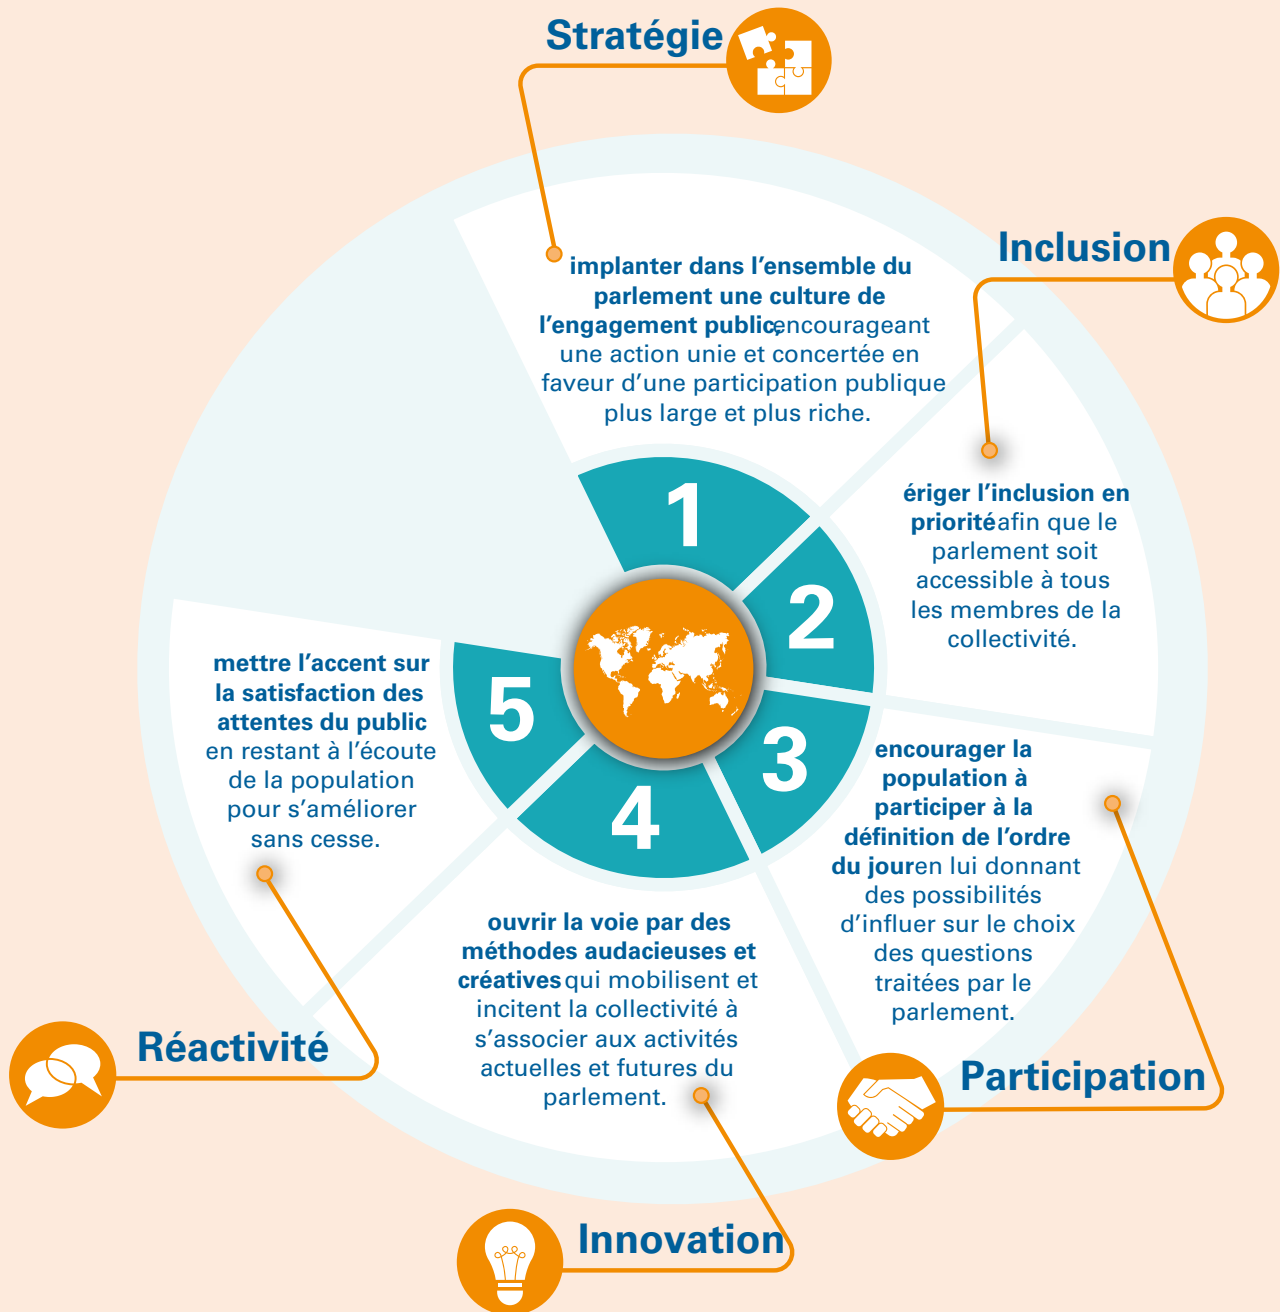 Stratégie
implanter dans l’ensemble du
parlement une culture de
l’engagement public, encourageant
une action unie et concertée en
faveur d’une participation publique
plus large et plus riche.
1
Inclusion
ériger l’inclusion en
priorité afin que le
parlement soit
accessible à tous
les membres de la
collectivité.
2
encourager la
population à
participer à la
définition de l’ordre
du jour en lui donnant
des possibilités
d’influer sur le choix
des questions
traitées par le
parlement.
3
Participation
ouvrir la voie par des
méthodes audacieuses et
créatives qui mobilisent et
incitent la collectivité à
s’associer aux activités
actuelles et futures du
parlement.
4
Innovation
mettre l’accent sur
la satisfaction des
attentes du public
en restant à l’écoute
de la population
pour s’améliorer
sans cesse.
5
Réactivité